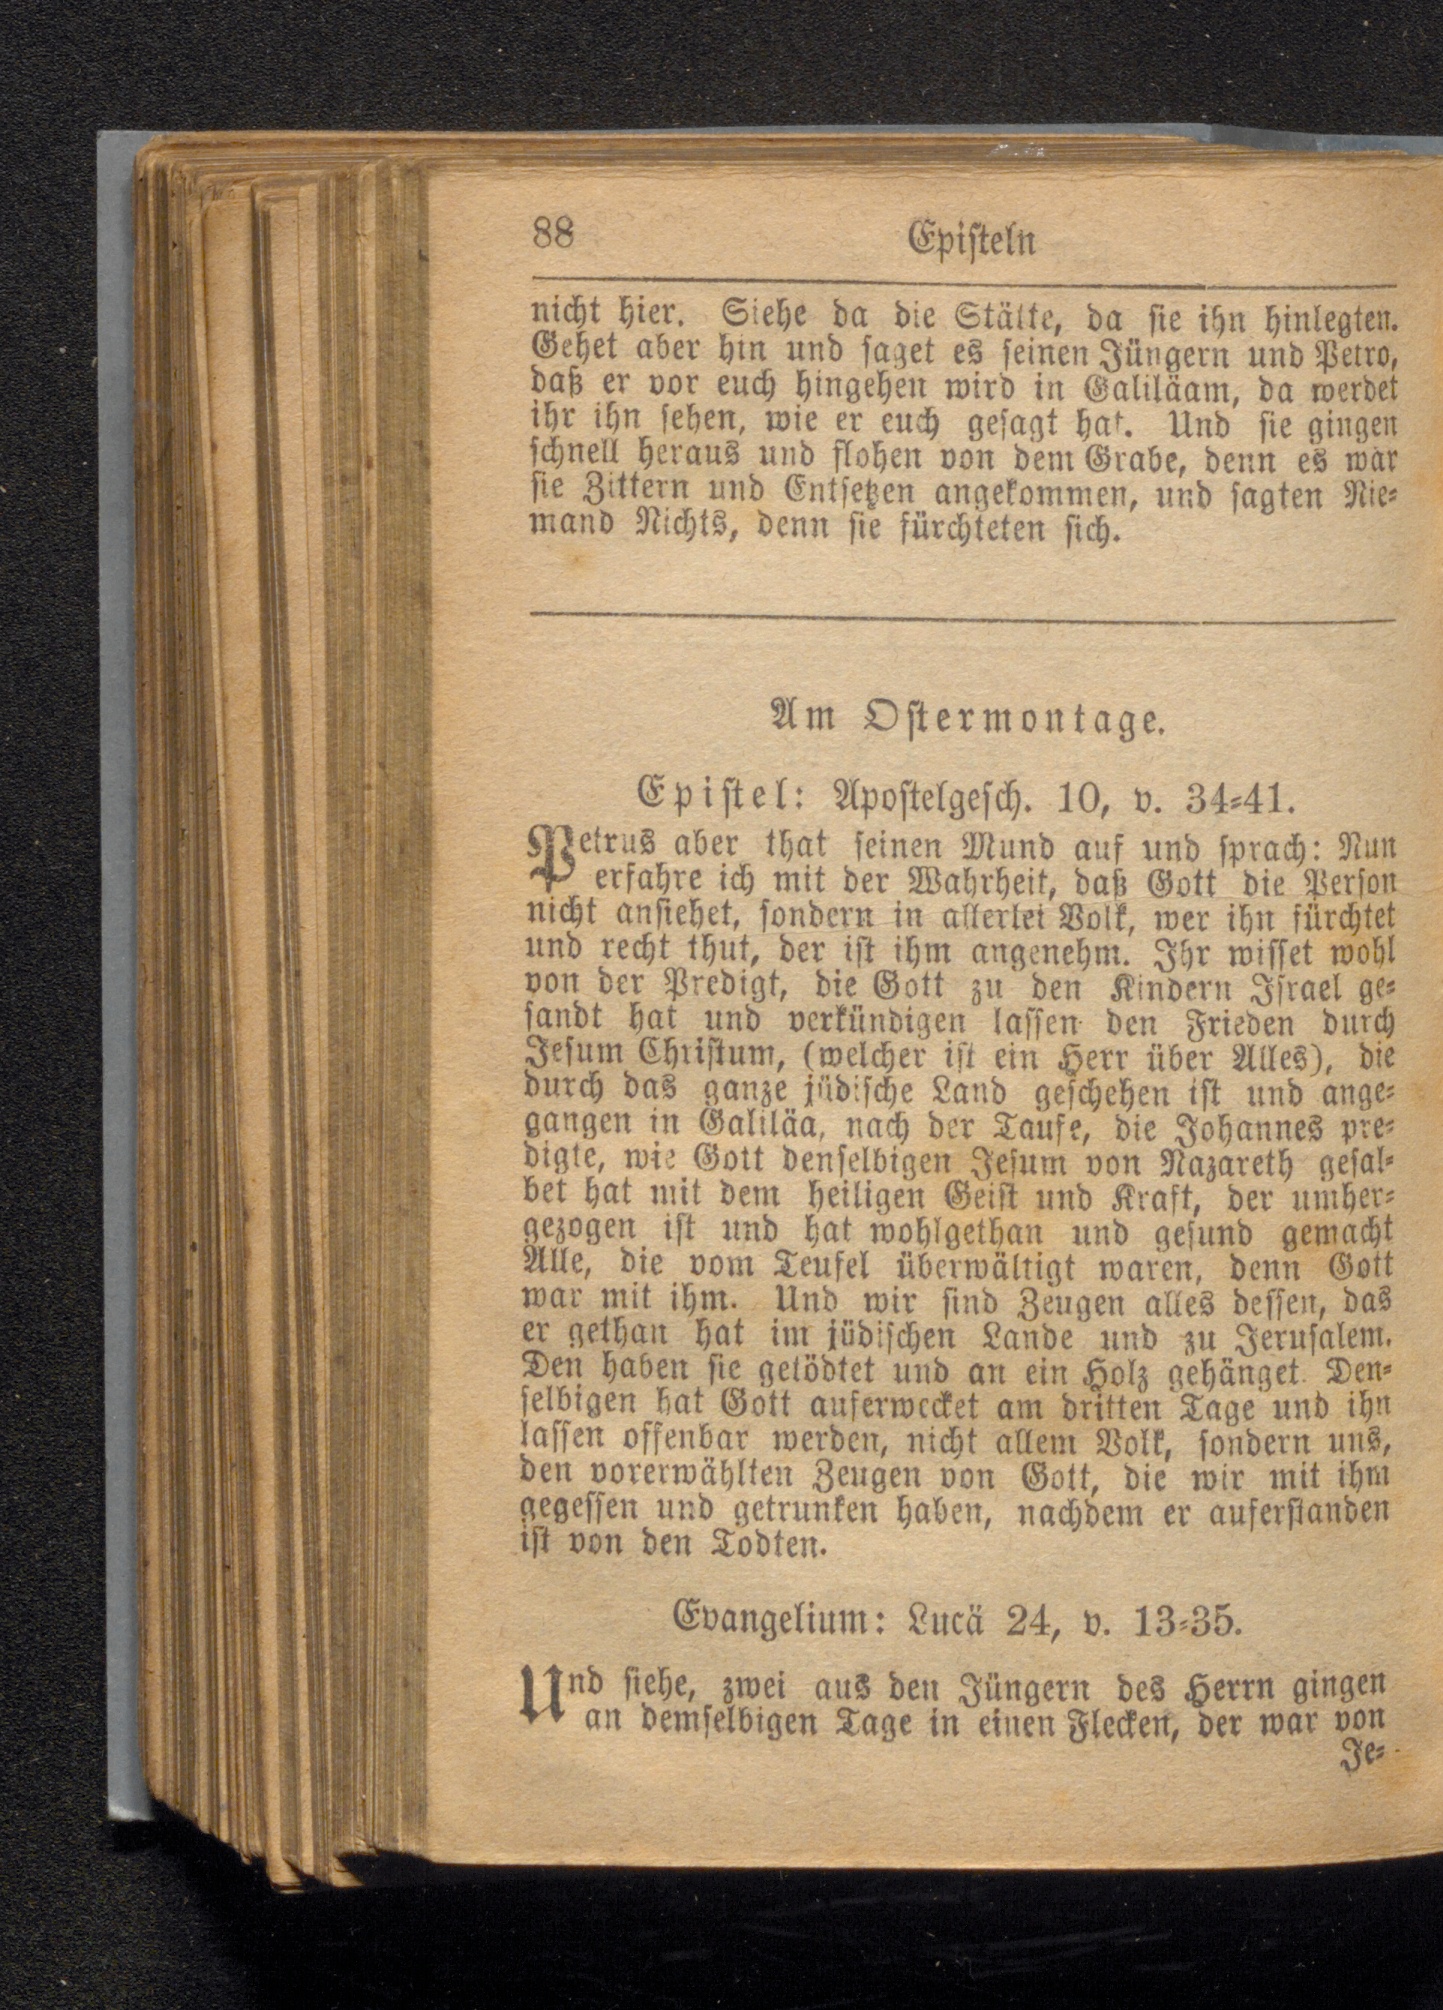 88
Episteln
nicht hier. Siehe da die Stätte, da sie ihn hinlegten.
Gehet aber hin und saget es seinen Jüngern und Petro,
daß er vor euch hingehen wird in Galiläam, da werdet
ihr ihn sehen, wie er euch gesagt hat. Und sie gingen
schnell heraus und flohen von dem Grabe, denn es war
sie Zittern und Entsetzen angekommen, und sagten Nie-
mand Nichts, denn sie fürchteten sich.
Am Ostermontage.
Epistel: Apostelgesch. 10, v. 34-41.
Petrus aber that seinen Mund auf und sprach: Nun
erfahre ich mit der Wahrheit, daß Gott die Person
nicht ansiehet, sondern in allerlei Volk, wer ihn fürchtet
und recht thut, der ist ihm angenehm. Ihr wisset wohl
von der Predigt, die Gott zu den Kindern Israel ge-
sandt hat und verkündigen lassen den Frieden durch
Jesum Christum, (welcher ist ein Herr über Alles), die
durch das ganze jüdische Land geschehen ist und ange-
gangen in Galiläa, nach der Taufe, die Johannes pre-
digte, wie Gott denselbigen Jesum von Nazareth gesal-
bet hat mit dem heiligen Geist und Kraft, der umher-
gezogen ist und hat wohlgethan und gesund gemacht
Alle, die vom Teufel überwältigt waren, denn Gott
war mit ihm. Und wir sind Zeugen alles dessen, das
er gethan hat im jüdischen Lande und zu Jerusalem.
Den haben sie getödtet und an ein Holz gehänget. Den-
selbigen hat Gott auferwecket am dritten Tage und ihn
lassen offenbar werden, nicht allem Volk, sondern uns,
den vorerwählten Zeugen von Gott, die wir mit ihm
gegessen und getrunken haben, nachdem er auferstanden
ist von den Todten.
Evangelium: Lucä 24, v. 13-35.
Und siehe, zwei aus den Jüngern des Herrn gingen
an demselbigen Tage in einen Flecken, der war von
Je-